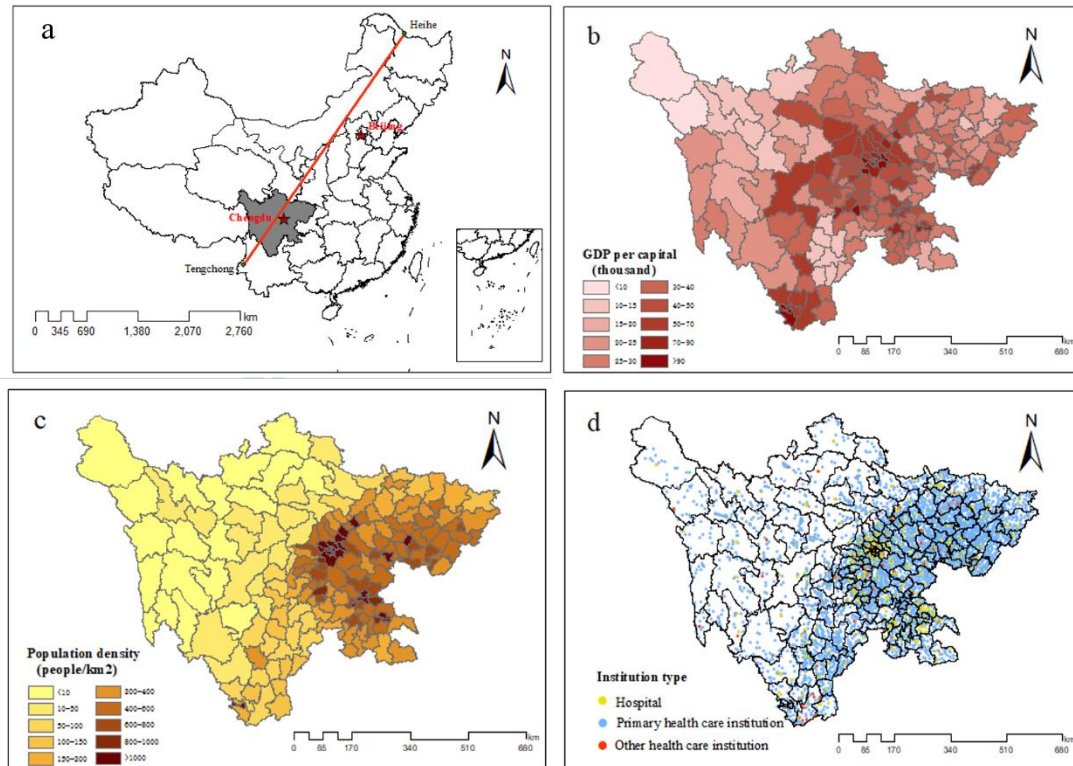 a
Heihe
N
Beijing
Chengdu
Tengchong
km
0 345 690 1,380 2,070 2,760
b
N
GDP per capital
(thousand)
<10 30-40
10-15 40-50
15-20 50-70
20-25 70-90
25-30 >90
km
0 85 170 340 510 680
c
N
Population density
(people/km2)
<10 200-400
10-50 400-600
50-100 600-800
100-150 800-1000
150-200 >1000
km
0 85 170 340 510 680
d
N
Institution type
Hospital
Primary health care institution
Other health care institution
km
0 85 170 340 510 680